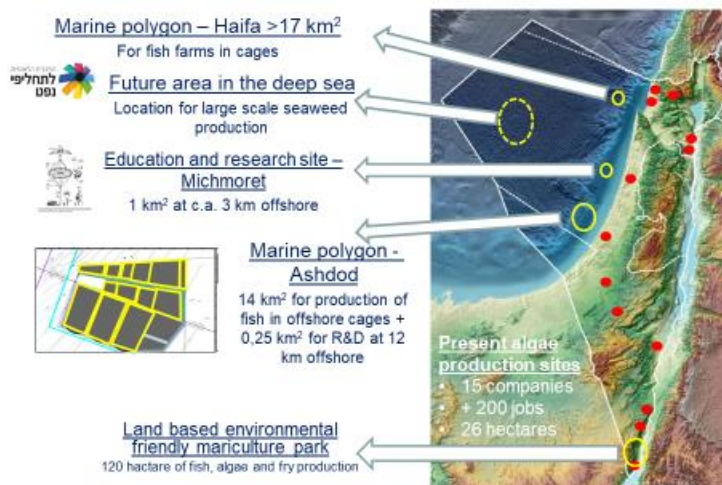 Marine polygon – Haifa >17 km²
For fish farms in cages
לתחליפי
נפט
Future area in the deep sea
Location for large scale seaweed
production
Education and research site –
Michmoret
1 km² at c.a. 3 km offshore
Marine polygon -
Ashdod
14 km² for production of
fish in offshore cages +
0,25 km² for R&D at 12
km offshore
Present algae
production sites
• 15 companies
• + 200 jobs
• 26 hectares
Land based environmental
friendly mariculture park
120 hactare of fish, algae and fry production